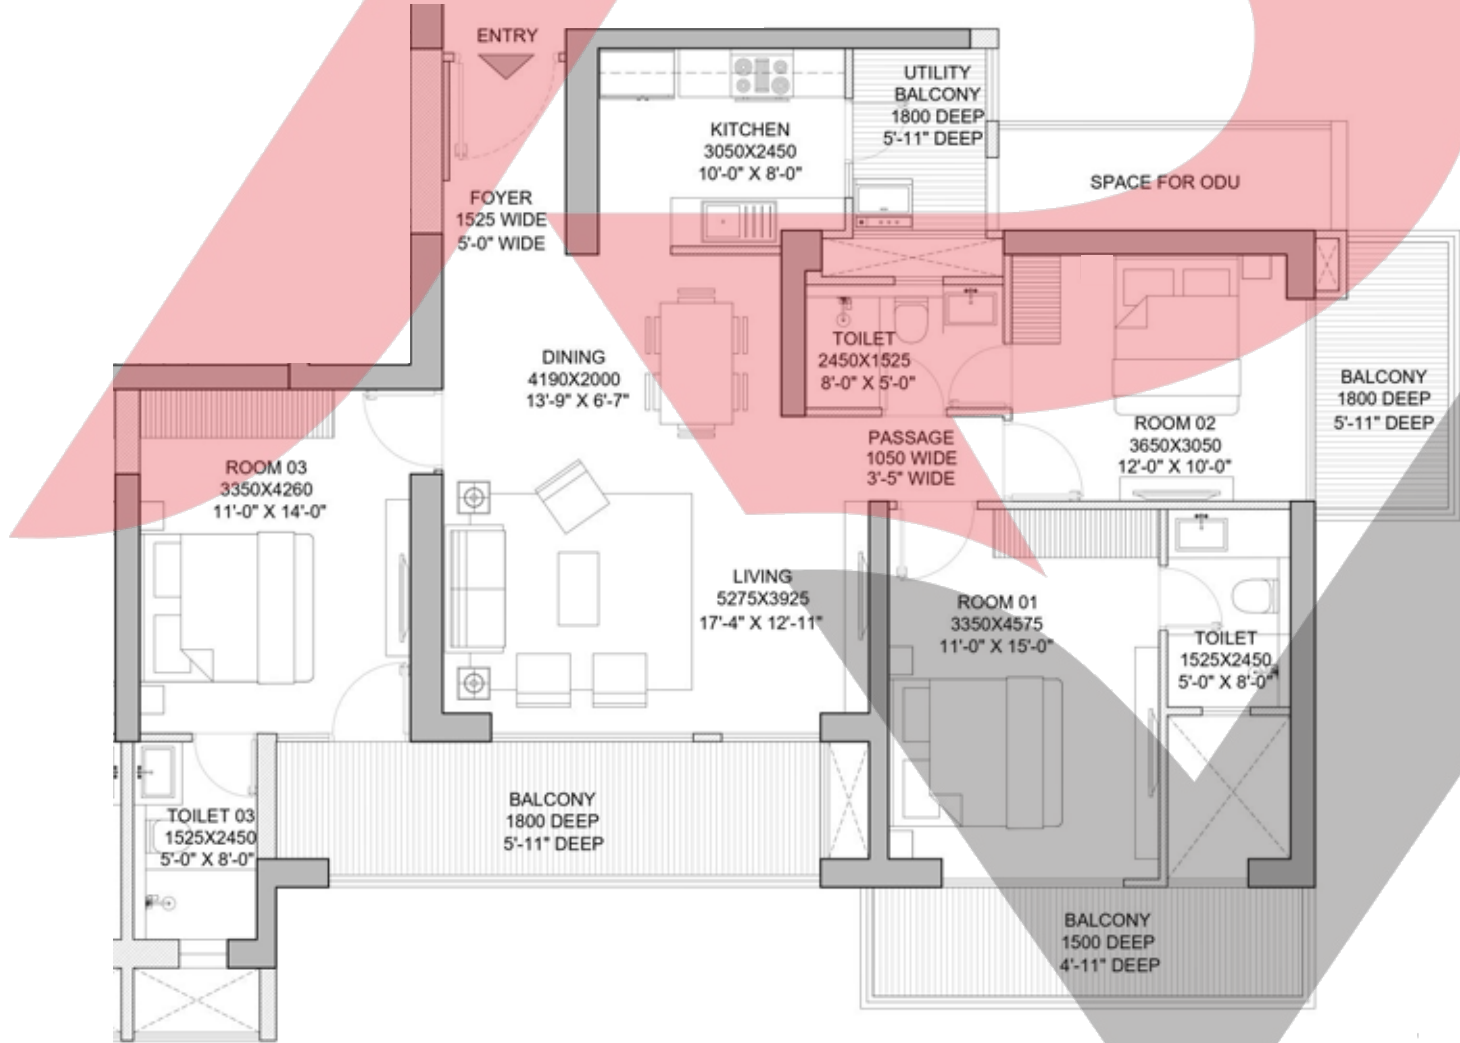 ENTRY
UTILITY
BALCONY
1800 DEEP
5'-11" DEEP
KITCHEN
3050X2450
10'-0" X 8'-0"
SPACE FOR ODU
FOYER
1525 WIDE
5'-0" WIDE
TOILET
2450X1525
8'-0" X 5'-0"
DINING
4190X2000
13'-9" X 6'-7"
BALCONY
1800 DEEP
5'-11" DEEP
ROOM 02
3650X3050
12'-0" X 10'-0"
PASSAGE
1050 WIDE
3'-5" WIDE
ROOM 03
3350X4260
11'-0" X 14'-0"
LIVING
5275X3925
17'-4" X 12'-11"
ROOM 01
3350X4575
11'-0" X 15'-0"
TOILET
1525X2450
5'-0" X 8'-0"
BALCONY
1800 DEEP
5'-11" DEEP
TOILET 03
1525X2450
5'-0" X 8'-0"
BALCONY
1500 DEEP
4'-11" DEEP